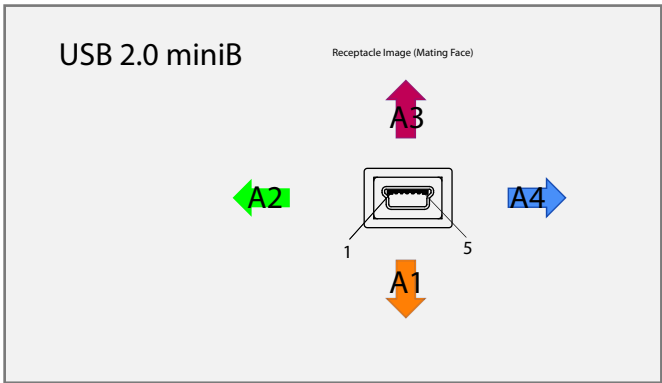 USB 2.0 miniB
Receptacle Image (Mating Face)
A3
A2
A4
1
5
A1